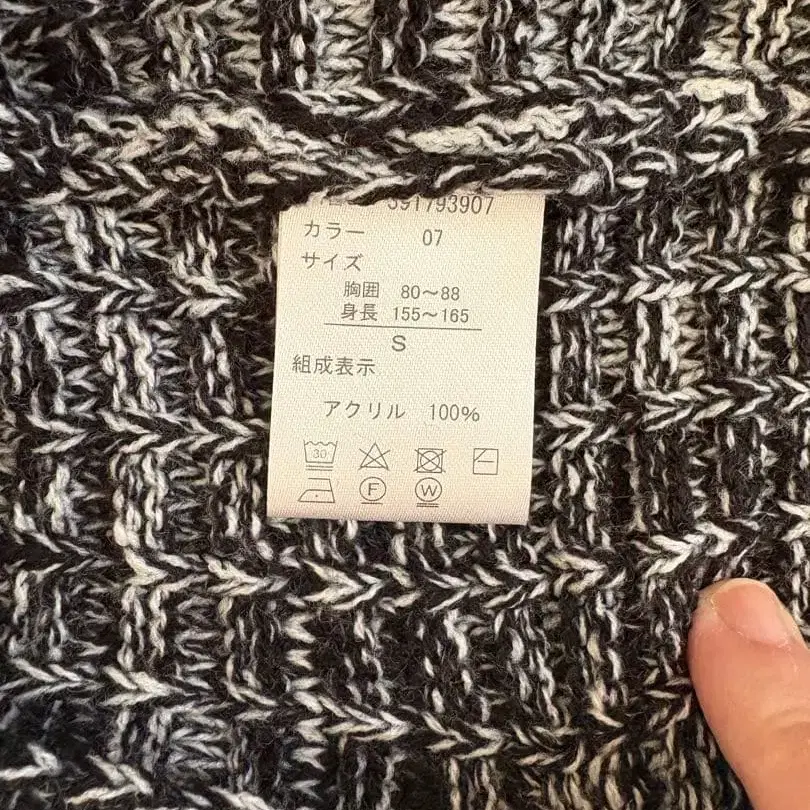 391793907
カラー 07
サイズ
胸囲 80～88
身長 155～165
S
組成表示
アクリル 100%
30
F W